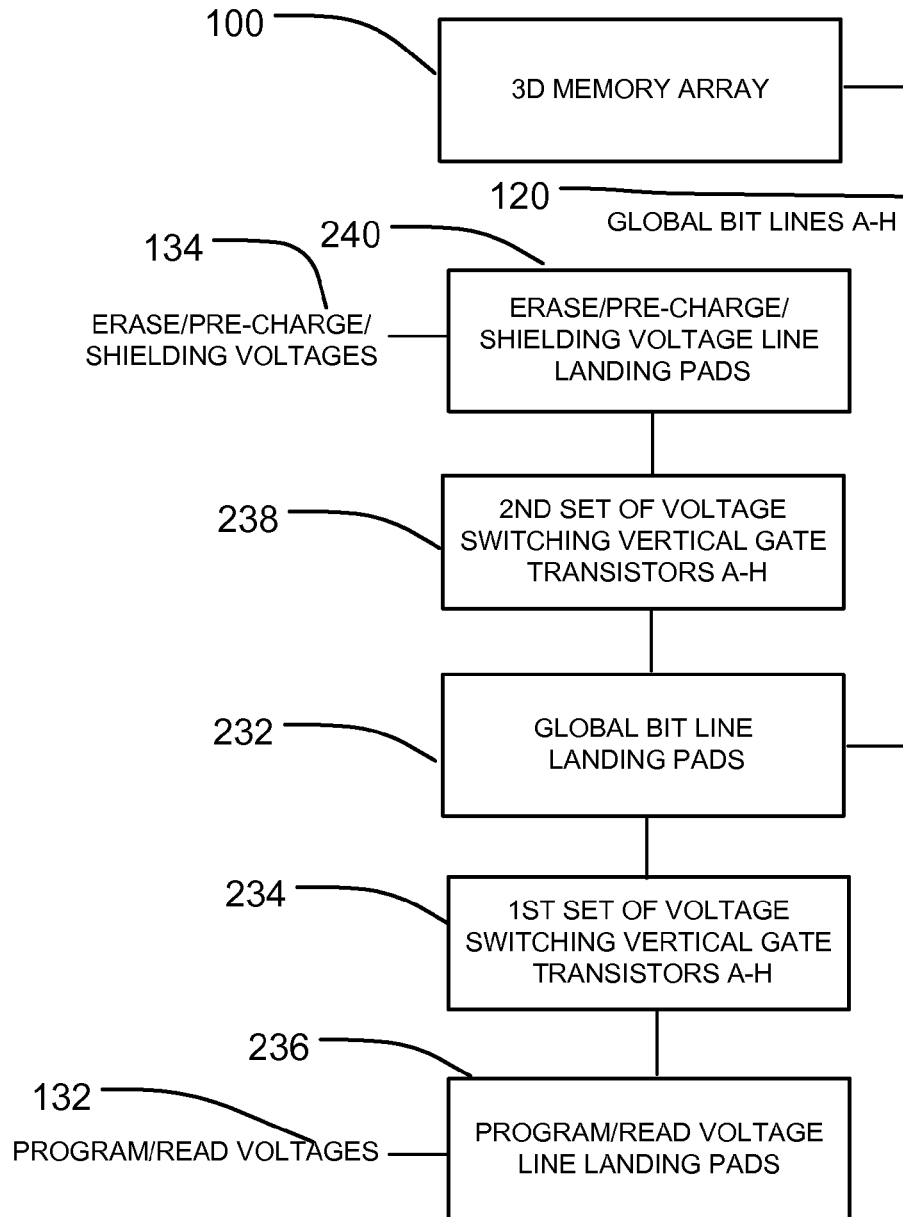 100
3D MEMORY ARRAY
120
GLOBAL BIT LINES A-H
240
134
ERASE/PRE-CHARGE/
SHIELDING VOLTAGES
ERASE/PRE-CHARGE/
SHIELDING VOLTAGE LINE
LANDING PADS
238
2ND SET OF VOLTAGE
SWITCHING VERTICAL GATE
TRANSISTORS A-H
232
GLOBAL BIT LINE
LANDING PADS
234
1ST SET OF VOLTAGE
SWITCHING VERTICAL GATE
TRANSISTORS A-H
236
132
PROGRAM/READ VOLTAGES
PROGRAM/READ VOLTAGE
LINE LANDING PADS